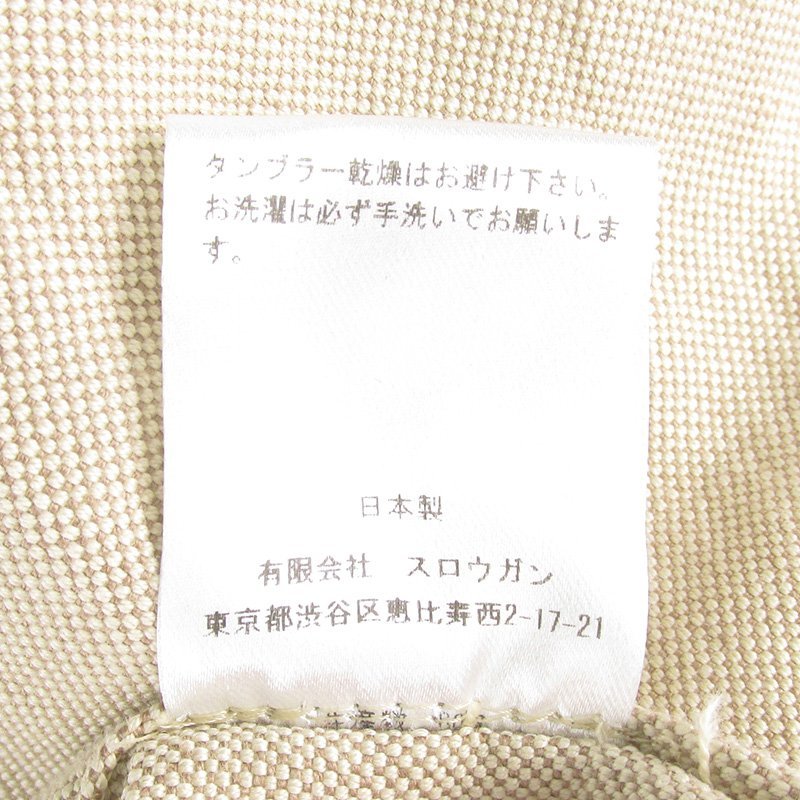 タンブラー乾燥はお避け下さい。
お洗濯は必ず手洗いでお願いしま
す。
日本製
有限会社 スロウガン
東京都渋谷区恵比寿西2-17-21